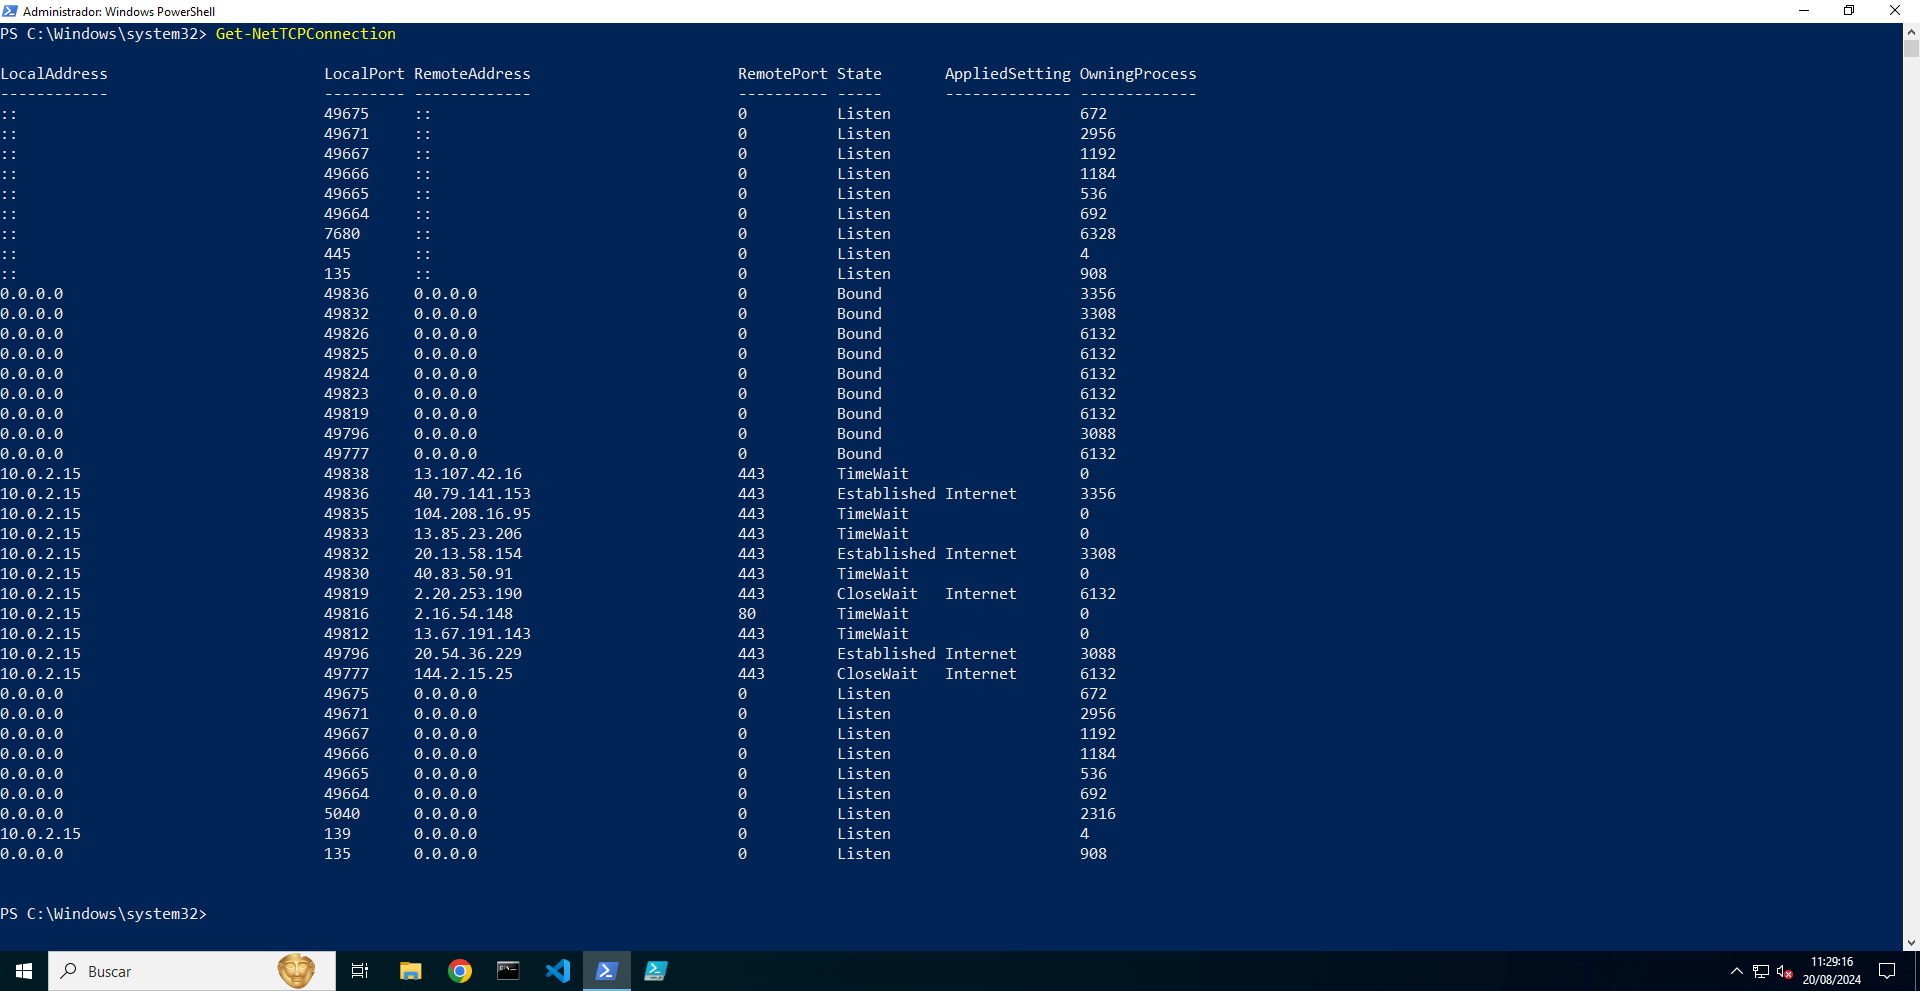 Administrador: Windows PowerShell
PS C:\Windows\system32> Get-NetTCPConnection
LocalAddress LocalPort RemoteAddress RemotePort State AppliedSetting OwningProcess
------------ --------- ------------- ---------- ----- -------------- -------------
:: 49675 :: 0 Listen 672
:: 49671 :: 0 Listen 2956
:: 49667 :: 0 Listen 1192
:: 49666 :: 0 Listen 1184
:: 49665 :: 0 Listen 536
:: 49664 :: 0 Listen 692
:: 7680 :: 0 Listen 6328
:: 445 :: 0 Listen 4
:: 135 :: 0 Listen 908
0.0.0.0 49836 0.0.0.0 0 Bound 3356
0.0.0.0 49832 0.0.0.0 0 Bound 3308
0.0.0.0 49826 0.0.0.0 0 Bound 6132
0.0.0.0 49825 0.0.0.0 0 Bound 6132
0.0.0.0 49824 0.0.0.0 0 Bound 6132
0.0.0.0 49823 0.0.0.0 0 Bound 6132
0.0.0.0 49819 0.0.0.0 0 Bound 6132
0.0.0.0 49796 0.0.0.0 0 Bound 3088
0.0.0.0 49777 0.0.0.0 0 Bound 6132
10.0.2.15 49838 13.107.42.16 443 TimeWait 0
10.0.2.15 49836 40.79.141.153 443 Established Internet 3356
10.0.2.15 49835 104.208.16.95 443 TimeWait 0
10.0.2.15 49833 13.85.23.206 443 TimeWait 0
10.0.2.15 49832 20.13.58.154 443 Established Internet 3308
10.0.2.15 49830 40.83.50.91 443 TimeWait 0
10.0.2.15 49819 2.20.253.190 443 CloseWait Internet 6132
10.0.2.15 49816 2.16.54.148 80 TimeWait 0
10.0.2.15 49812 13.67.191.143 443 TimeWait 0
10.0.2.15 49796 20.54.36.229 443 Established Internet 3088
10.0.2.15 49777 144.2.15.25 443 CloseWait Internet 6132
0.0.0.0 49675 0.0.0.0 0 Listen 672
0.0.0.0 49671 0.0.0.0 0 Listen 2956
0.0.0.0 49667 0.0.0.0 0 Listen 1192
0.0.0.0 49666 0.0.0.0 0 Listen 1184
0.0.0.0 49665 0.0.0.0 0 Listen 536
0.0.0.0 49664 0.0.0.0 0 Listen 692
0.0.0.0 5040 0.0.0.0 0 Listen 2316
10.0.2.15 139 0.0.0.0 0 Listen 4
0.0.0.0 135 0.0.0.0 0 Listen 908
PS C:\Windows\system32>
Buscar
11:29:16
20/08/2024